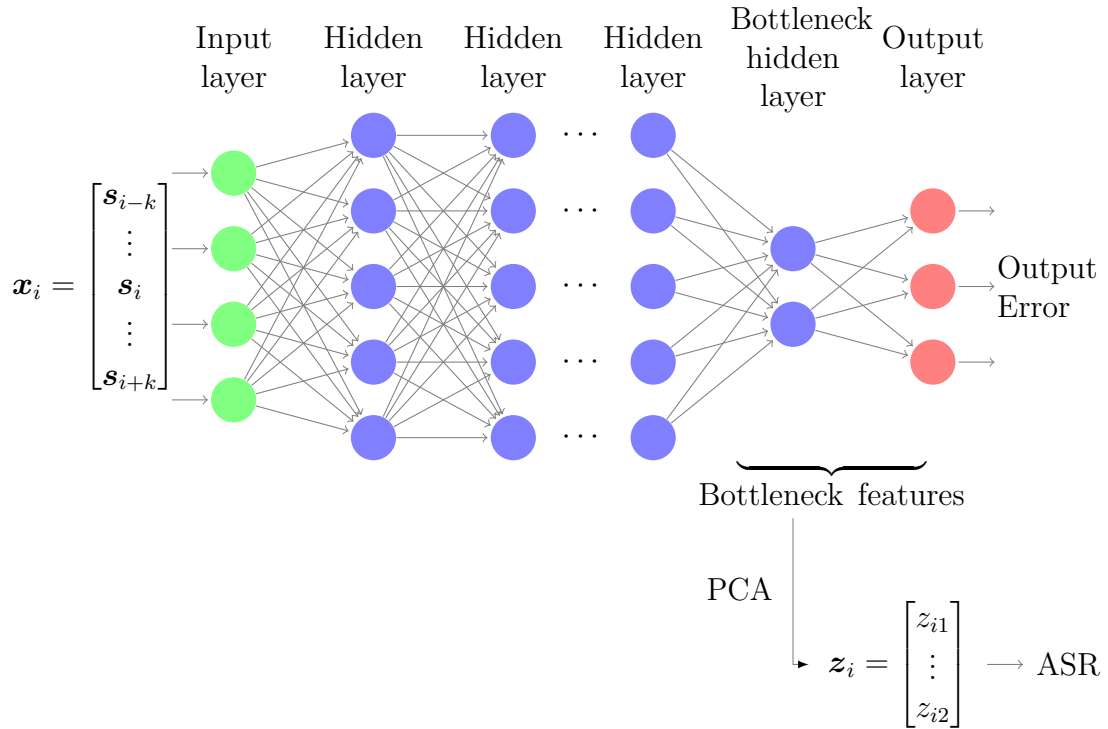 Input
layer
Hidden
layer
Hidden
layer
Hidden
layer
Bottleneck
hidden
layer
Output
layer
⋯
⋯
⋯
⋯
⋯
x_i = [s_{i−k} ⋮ s_i ⋮ s_{i+k}]
Output
Error
Bottleneck features
PCA
z_i = [z_{i1} ⋮ z_{i2}]
ASR